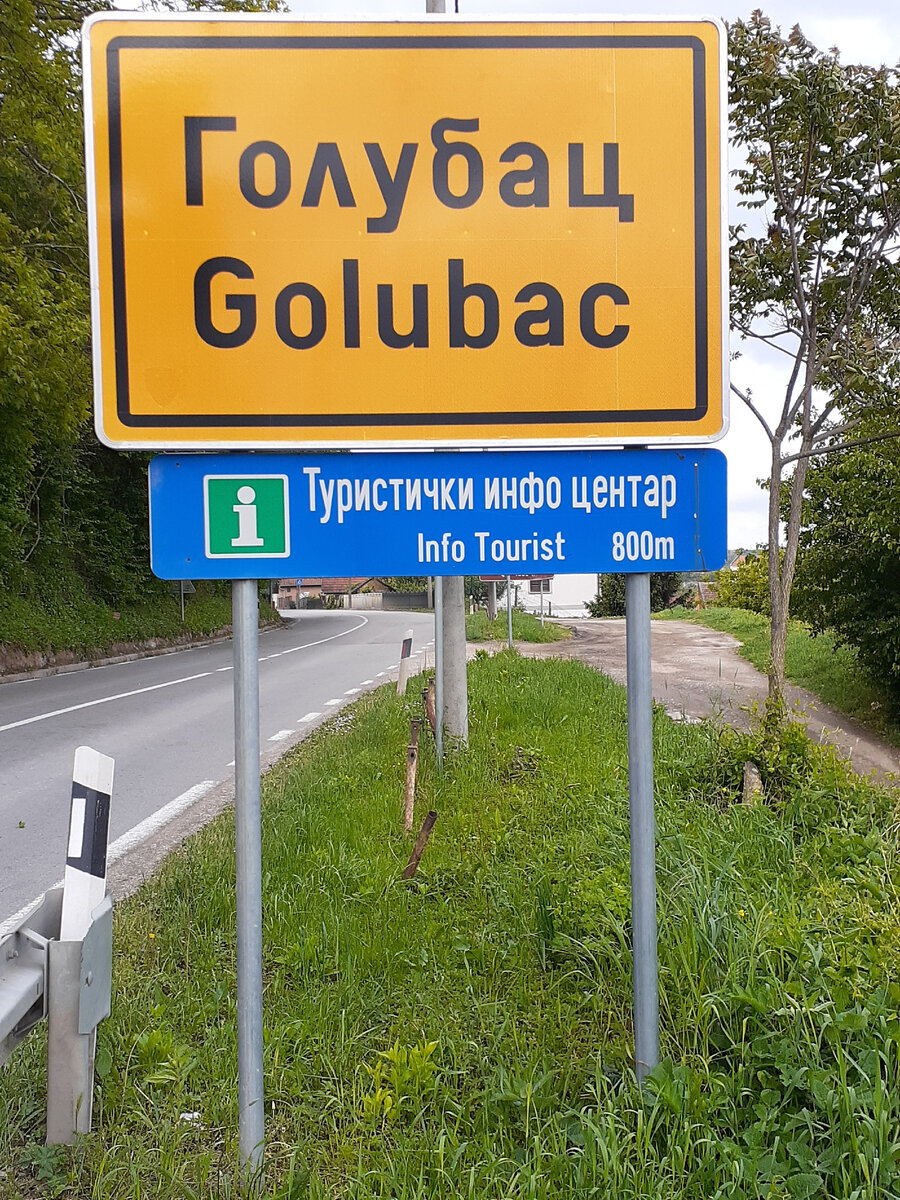 Голубац
Golubac
i Туристички инфо центар
Info Tourist 800m